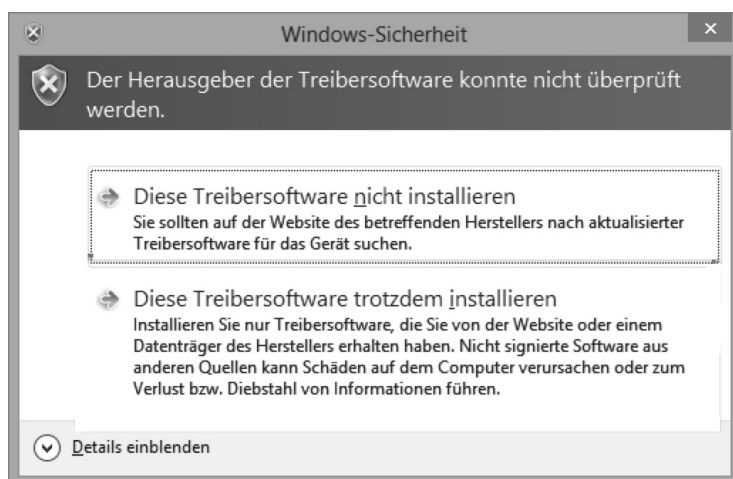 Windows-Sicherheit
Der Herausgeber der Treibersoftware konnte nicht überprüft
werden.
Diese Treibersoftware nicht installieren
Sie sollten auf der Website des betreffenden Herstellers nach aktualisierter
Treibersoftware für das Gerät suchen.
Diese Treibersoftware trotzdem installieren
Installieren Sie nur Treibersoftware, die Sie von der Website oder einem
Datenträger des Herstellers erhalten haben. Nicht signierte Software aus
anderen Quellen kann Schäden auf dem Computer verursachen oder zum
Verlust bzw. Diebstahl von Informationen führen.
Details einblenden